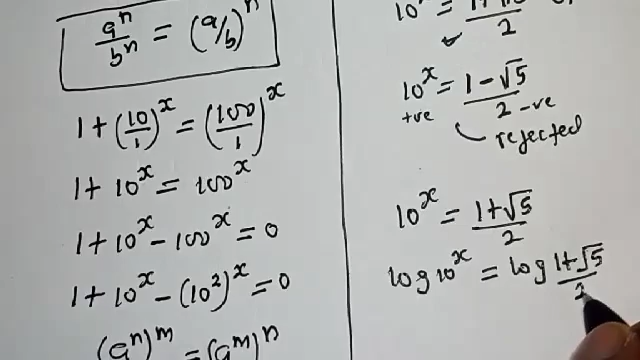 aⁿ/bⁿ = (a/b)ⁿ
1 + (10/1)ˣ = (100/1)ˣ
1 + 10ˣ = 100ˣ
1 + 10ˣ - 100ˣ = 0
1 + 10ˣ - (10²)ˣ = 0
(aⁿ)ᵐ = (aᵐ)ⁿ
10ˣ = /2
10ˣ = 1-√5/2
+ve -ve
rejected
10ˣ = 1+√5/2
log 10ˣ = log 1+√5/2